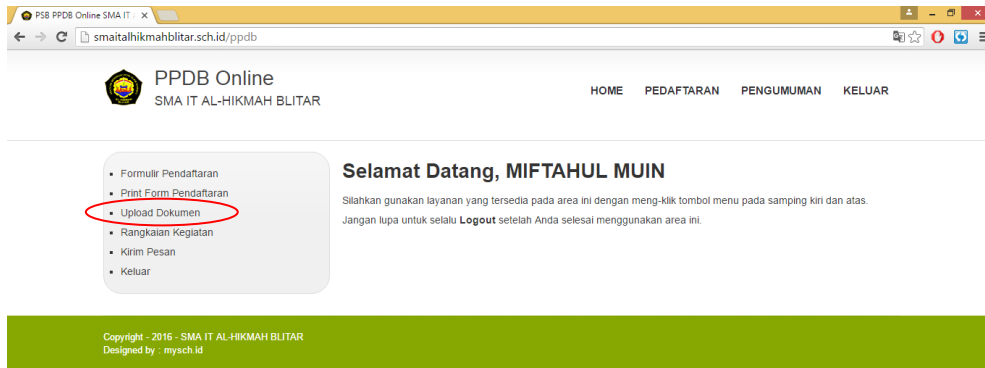 PSB PPDB Online SMA IT
smaitalhikmahblitar.sch.id/ppdb
PPDB Online
SMA IT AL-HIKMAH BLITAR
HOME PEDAFTARAN PENGUMUMAN KELUAR
Formulir Pendaftaran
Print Form Pendaftaran
Upload Dokumen
Rangkaian Kegiatan
Kirim Pesan
Keluar
Selamat Datang, MIFTAHUL MUIN
Silahkan gunakan layanan yang tersedia pada area ini dengan meng-klik tombol menu pada samping kiri dan atas.
Jangan lupa untuk selalu Logout setelah Anda selesai menggunakan area ini.
Copyright - 2016 - SMA IT AL-HIKMAH BLITAR
Designed by : mysch.id